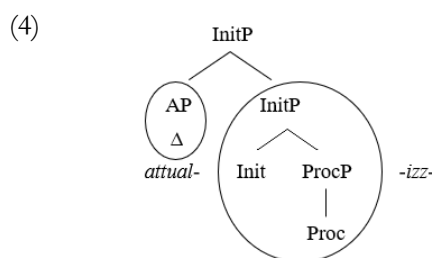 (4)
InitP
AP InitP
Δ
attual- Init ProcP -izz-
Proc